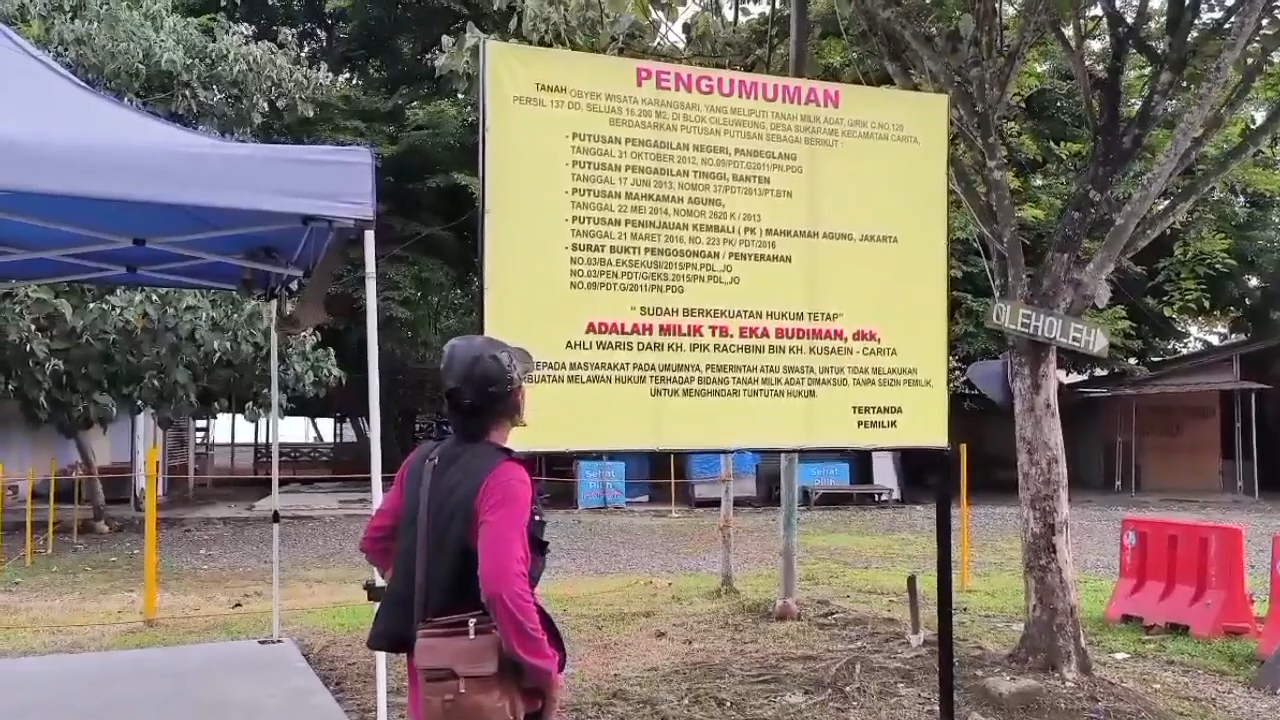 PENGUMUMAN
TANAH OBYEK WISATA KARANGSARI, YANG MELIPUTI TANAH MILIK ADAT, GIRIK C.NO.120
PERSIL 137 DD, SELUAS 16.200 M2, DI BLOK CILEUWEUNG, DESA SUKARAME KECAMATAN CARITA,
BERDASARKAN PUTUSAN PUTUSAN SEBAGAI BERIKUT :
- PUTUSAN PENGADILAN NEGERI, PANDEGLANG
TANGGAL 31 OKTOBER 2012, NO.09/PDT.G2011/PN.PDG
- PUTUSAN PENGADILAN TINGGI, BANTEN
TANGGAL 17 JUNI 2013, NOMOR 37/PDT/2013/PT.BTN
- PUTUSAN MAHKAMAH AGUNG,
TANGGAL 22 MEI 2014, NOMOR 2620 K / 2013
- PUTUSAN PENINJAUAN KEMBALI ( PK ) MAHKAMAH AGUNG, JAKARTA
TANGGAL 21 MARET 2016, NO. 223 PK/ PDT/2016
- SURAT BUKTI PENGOSONGAN / PENYERAHAN
NO.03/BA.EKSEKUSI/2015/PN.PDL,,JO
NO.03/PEN.PDT/G/EKS.2015/PN.PDL,,JO
NO.09/PDT.G/2011/PN.PDG
" SUDAH BERKEKUATAN HUKUM TETAP"
ADALAH MILIK TB. EKA BUDIMAN, dkk,
AHLI WARIS DARI KH. IPIK RACHBINI BIN KH. KUSAEIN - CARITA
EPADA MASYARAKAT PADA UMUMNYA, PEMERINTAH ATAU SWASTA, UNTUK TIDAK MELAKUKAN
BUATAN MELAWAN HUKUM TERHADAP BIDANG TANAH MILIK ADAT DIMAKSUD, TANPA SEIZIN PEMILIK,
UNTUK MENGHINDARI TUNTUTAN HUKUM.
TERTANDA
PEMILIK
OLEHOLEH
Sehat
Pilih
Sehat
Pilih